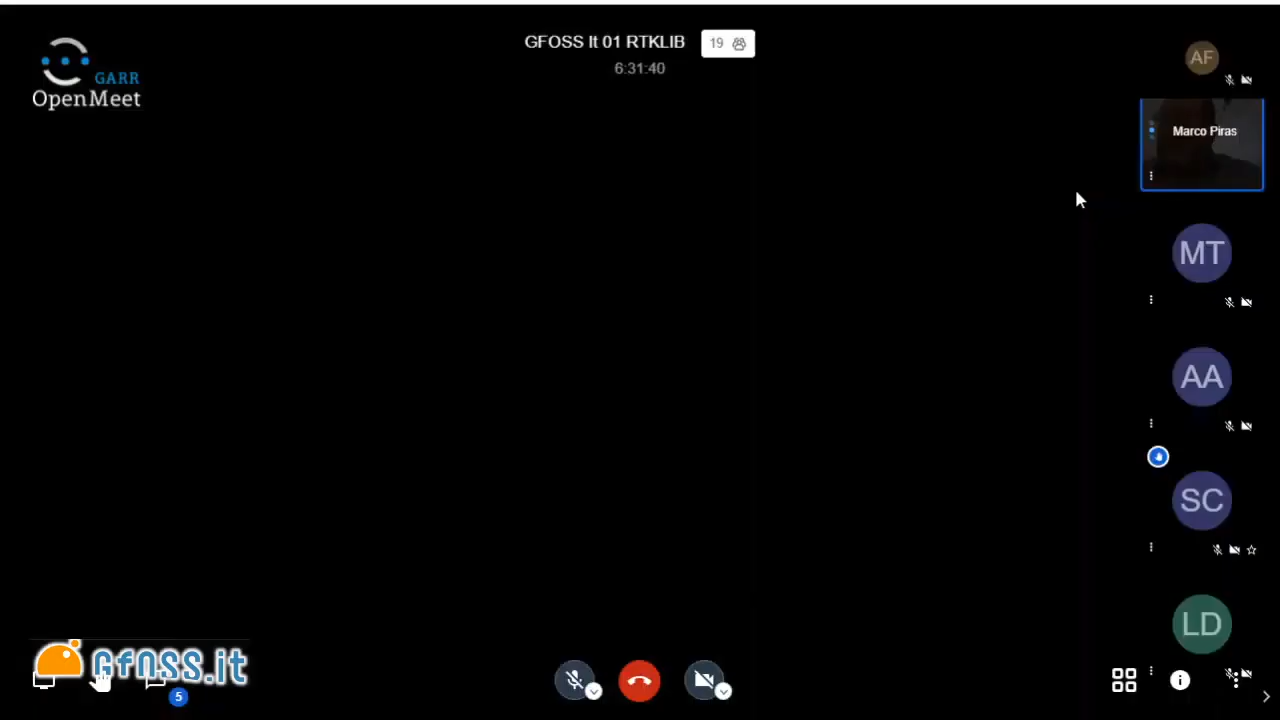 GFOSS It 01 RTKLIB 19
6:31:40
GARR
OpenMeet
AF
Marco Piras
MT
AA
SC
LD
Gfoss.it
5